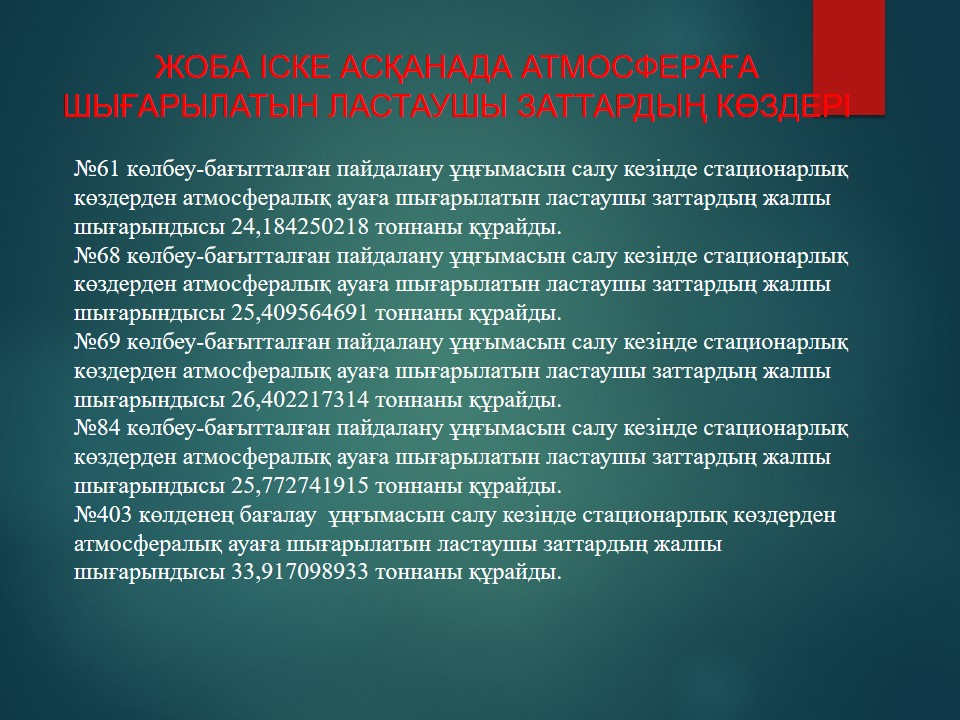 ЖОБА ІСКЕ АСҚАНАДА АТМОСФЕРАҒА
ШЫҒАРЫЛАТЫН ЛАСТАУШЫ ЗАТТАРДЫҢ КӨЗДЕРІ
№61 көлбеу-бағытталған пайдалану ұңғымасын салу кезінде стационарлық
көздерден атмосфералық ауаға шығарылатын ластаушы заттардың жалпы
шығарындысы 24,184250218 тоннаны құрайды.
№68 көлбеу-бағытталған пайдалану ұңғымасын салу кезінде стационарлық
көздерден атмосфералық ауаға шығарылатын ластаушы заттардың жалпы
шығарындысы 25,409564691 тоннаны құрайды.
№69 көлбеу-бағытталған пайдалану ұңғымасын салу кезінде стационарлық
көздерден атмосфералық ауаға шығарылатын ластаушы заттардың жалпы
шығарындысы 26,402217314 тоннаны құрайды.
№84 көлбеу-бағытталған пайдалану ұңғымасын салу кезінде стационарлық
көздерден атмосфералық ауаға шығарылатын ластаушы заттардың жалпы
шығарындысы 25,772741915 тоннаны құрайды.
№403 көлденең бағалау  ұңғымасын салу кезінде стационарлық көздерден
атмосфералық ауаға шығарылатын ластаушы заттардың жалпы
шығарындысы 33,917098933 тоннаны құрайды.